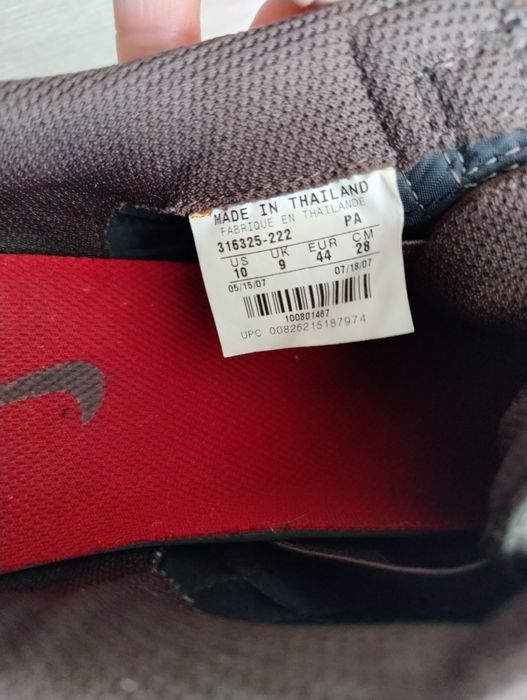 MADE IN THAILAND
FABRIQUE EN THAILANDE
316325-222 PA
US UK EUR CM
10 9 44 28
05/15/07 07/18/07
100801487
UPC 00826215187974